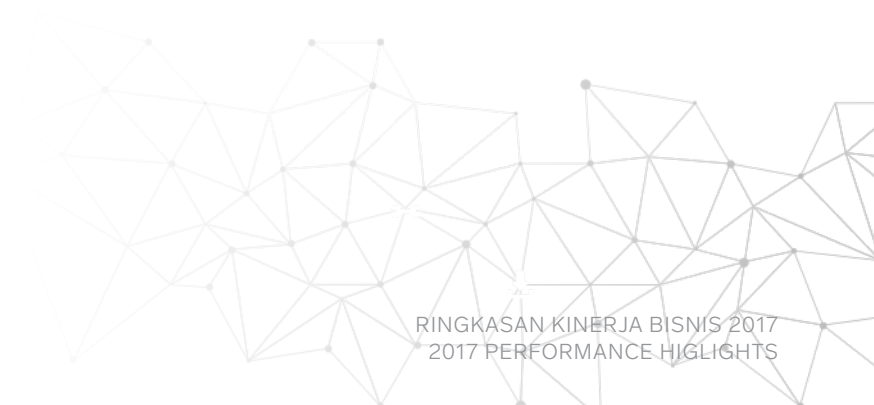 RINGKASAN KINERJA BISNIS 2017
2017 PERFORMANCE HIGLIGHTS